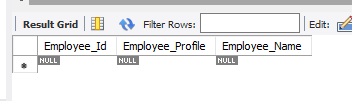 Result Grid Filter Rows: Edit:
Employee_Id Employee_Profile Employee_Name
NULL NULL NULL